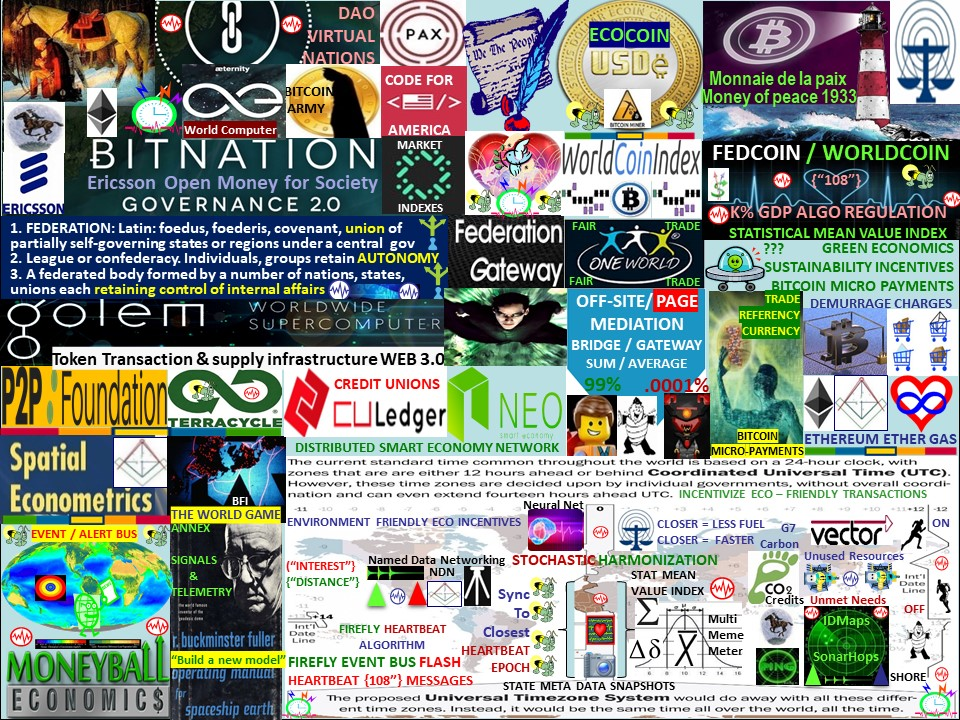 DAO
VIRTUAL
NATIONS
PAX
We The People
ECOCOIN
USDe
BITCOIN MINER
Monnaie de la paix
Money of peace 1933
æternity
World Computer
BITCOIN
ARMY
CODE FOR
AMERICA
MARKET
INDEXES
ERICSSON
BITNATION
Ericsson Open Money for Society
GOVERNANCE 2.0
WorldCoinIndex
FEDCOIN / WORLDCOIN
{“108”}
K% GDP ALGO REGULATION
STATISTICAL MEAN VALUE INDEX
1. FEDERATION: Latin: foedus, foederis, covenant, union of
partially self-governing states or regions under a central gov
2. League or confederacy. Individuals, groups retain AUTONOMY
3. A federated body formed by a number of nations, states,
unions each retaining control of internal affairs
Federation
Gateway
FAIR TRADE
ONE WORLD
FAIR TRADE
???
GREEN ECONOMICS
SUSTAINABILITY INCENTIVES
BITCOIN MICRO PAYMENTS
golem WORLDWIDE
SUPERCOMPUTER
Token Transaction & supply infrastructure WEB 3.0
OFF-SITE/ PAGE
MEDIATION
BRIDGE / GATEWAY
SUM / AVERAGE
99% .0001%
TRADE
REFERENCY
CURRENCY
BITCOIN
MICRO-PAYMENTS
DEMURRAGE CHARGES
ETHEREUM ETHER GAS
P2P Foundation
TERRACYCLE
CREDIT UNIONS
CULedger
NEO
smart economy
DISTRIBUTED SMART ECONOMY NETWORK
Spatial
Econometrics
BFI
THE WORLD GAME
The current standard time common throughout the world is based on a 24-hour clock, with
zones that are are either 12 hours ahead or behind Coordinated Universal Time (UTC).
However, these time zones are decided upon by individual governments, without overall coordi-
nation and can even extend fourteen hours ahead UTC. INCENTIVIZE ECO – FRIENDLY TRANSACTIONS
-12 -11
Neural Net
ENVIRONMENT FRIENDLY ECO INCENTIVES
CLOSER = LESS FUEL
CLOSER = FASTER
G7
Carbon
vector
ON
EVENT / ALERT BUS
ANNEX
SIGNALS
&
TELEMETRY
r. buckminster fuller
“Build a new model”
operating manual
for
spaceship earth
MONEYBALL
ECONOMIC$
(“INTEREST”)
{“DISTANCE”}
Named Data Networking
NDN
STOCHASTIC HARMONIZATION
STAT MEAN
VALUE INDEX
Sync
To
Closest
HEARTBEAT
EPOCH
Int'l
Date
Line
+14
FIREFLY HEARTBEAT
ALGORITHM
FIREFLY EVENT BUS FLASH
HEARTBEAT {108”} MESSAGES
Σ
Δδ
X
Multi
Meme
Meter
STATE META DATA SNAPSHOTS
CO2
Credits
Unused Resources
Unmet Needs
Int'l
Date
Line
OFF
PING
IDMaps
SonarHops
SHORE
The proposed Universal Timezone System would do away with all these differ-
ent time zones. Instead, it would be the same time all over the world, all the time.